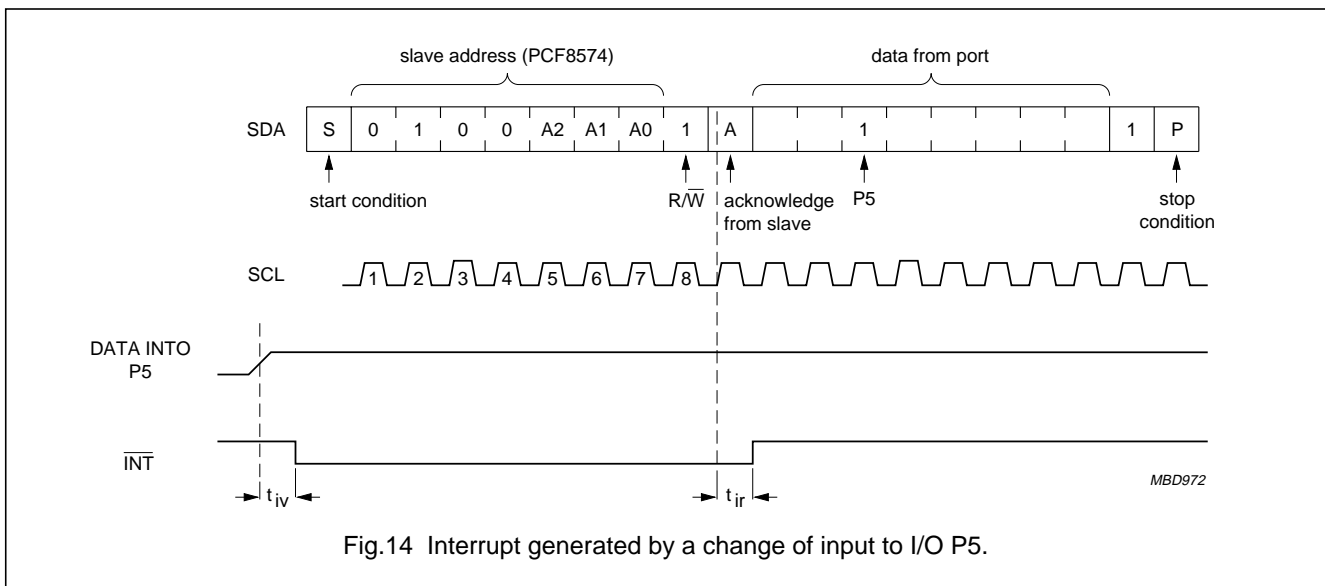 slave address (PCF8574) data from port
SDA S 0 1 0 0 A2 A1 A0 1 A 1 1 P
start condition R/W̅ acknowledge from slave P5 stop condition
SCL 1 2 3 4 5 6 7 8
DATA INTO P5
I̅N̅T̅
t iv t ir
MBD972
Fig.14 Interrupt generated by a change of input to I/O P5.